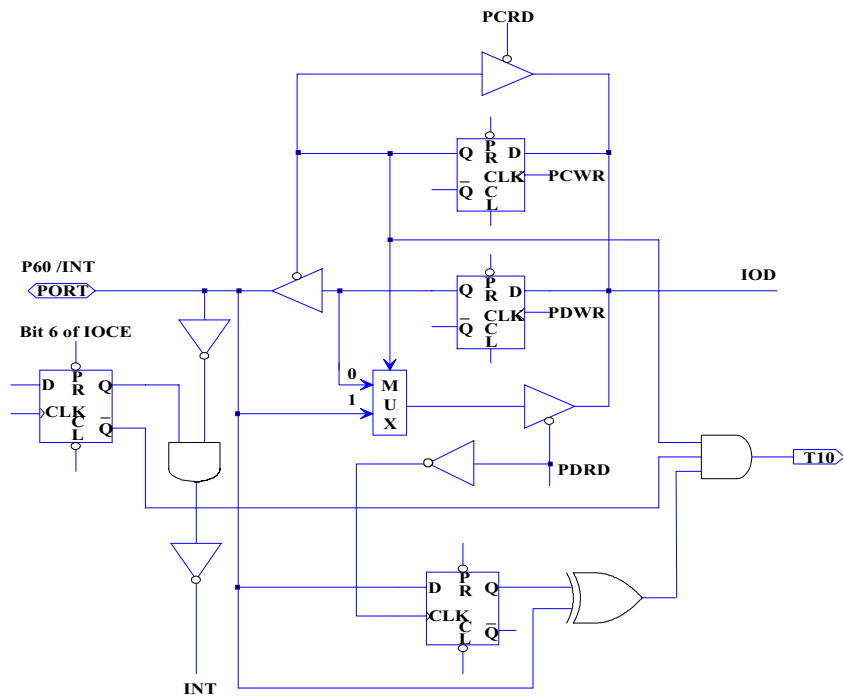 PCRD
Q P R D
CLK PCWR
Q C L
P60 /INT
PORT
IOD
Q P R D
CLK PDWR
Q C L
Bit 6 of IOCE
D P R Q
CLK C L Q
0
1
M U X
PDRD
T10
D P R Q
CLK C L Q
INT